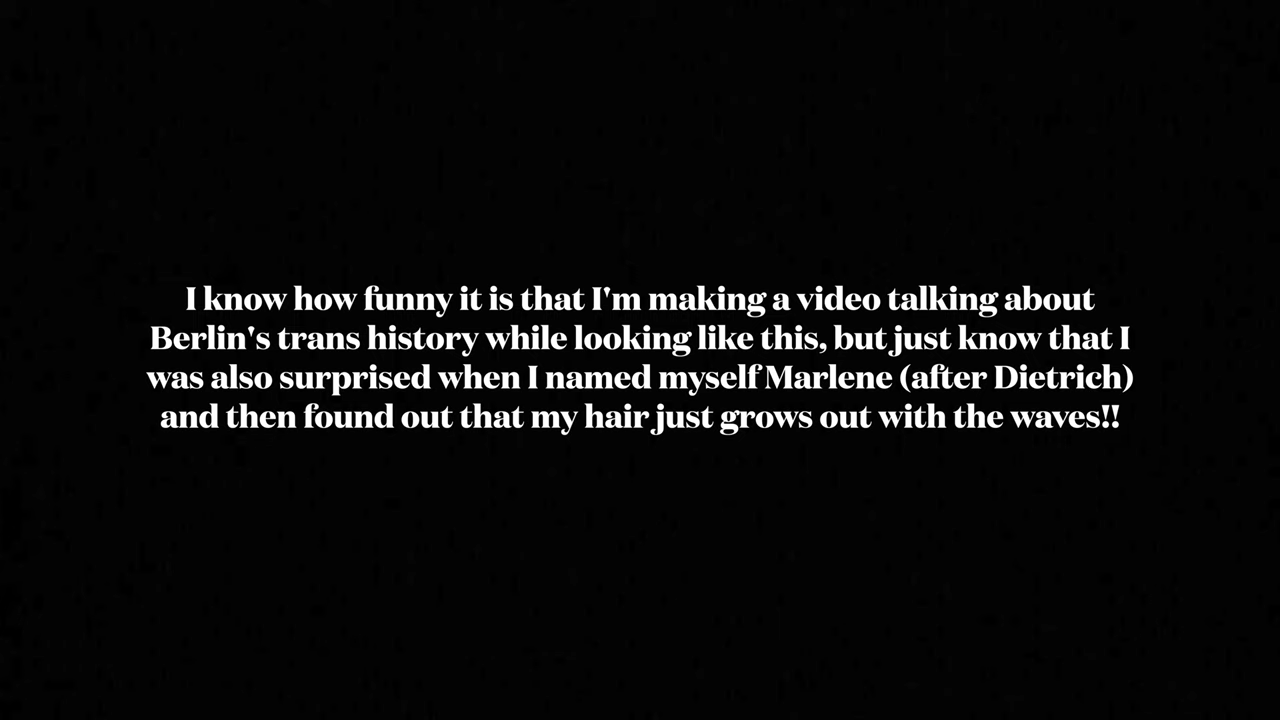 I know how funny it is that I'm making a video talking about
Berlin's trans history while looking like this, but just know that I
was also surprised when I named myself Marlene (after Dietrich)
and then found out that my hair just grows out with the waves!!